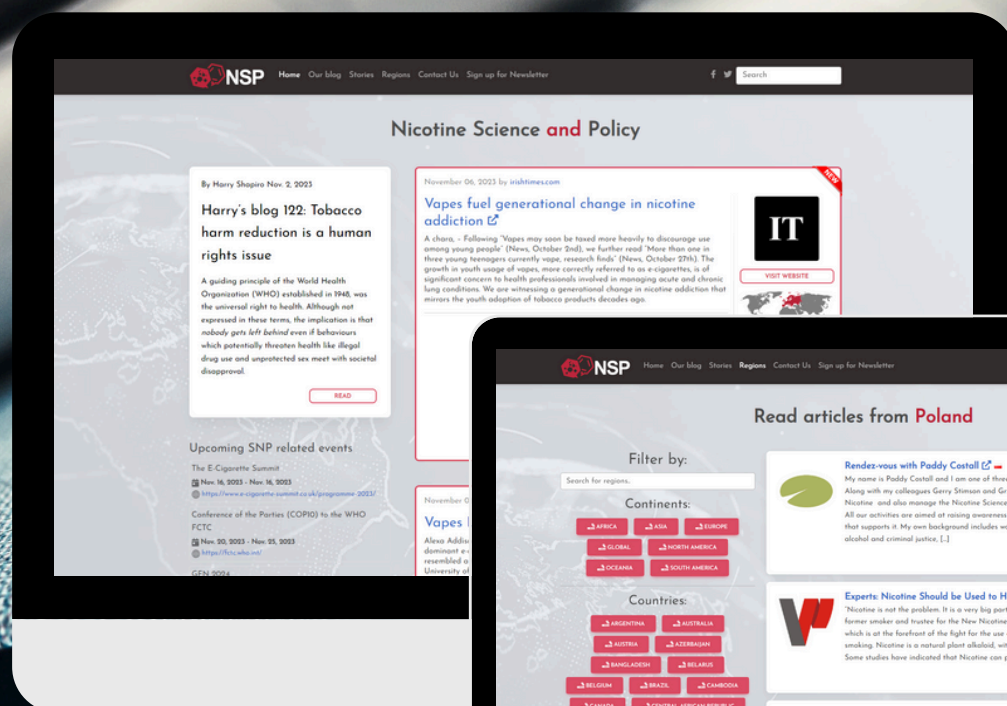 NSP
Home Our blog Stories Regions Contact Us Sign up for Newsletter
Search
Nicotine Science and Policy
By Harry Shapiro Nov. 2, 2023
Harry's blog 122: Tobacco
harm reduction is a human
rights issue
A guiding principle of the World Health
Organization (WHO) established in 1948, was
the universal right to health. Although not
expressed in these terms, the implication is that
nobody gets left behind even if behaviours
which potentially threaten health like illegal
drug use and unprotected sex meet with societal
disapproval.
READ
Upcoming SNP related events
The E-Cigarette Summit
Nov. 16, 2023 - Nov. 16, 2023
https://www.e-cigarette-summit.co.uk/programme-2023/
Conference of the Parties (COP10) to the WHO
FCTC
Nov. 20, 2023 - Nov. 25, 2023
https://fctc.who.int/
GFN 2024
November 06, 2023 by irishtimes.com
NEW
Vapes fuel generational change in nicotine
addiction
A chara, – Following "Vapes may soon be taxed more heavily to discourage use
among young people" (News, October 2nd), we further read "More than one in
three young teenagers currently vape, research finds" (News, October 27th). The
growth in youth usage of vapes, more correctly referred to as e-cigarettes, is of
significant concern to health professionals involved in managing acute and chronic
lung conditions. We are witnessing a generational change in nicotine addiction that
mirrors the youth adoption of tobacco products decades ago.
IT
VISIT WEBSITE
November 0
Vapes
Alexa Addis
dominant e-
resembled a
University of
NSP
Home Our blog Stories Regions Contact Us Sign up for Newsletter
Read articles from Poland
Filter by:
Search for regions.
Continents:
AFRICA ASIA EUROPE
GLOBAL NORTH AMERICA
OCEANIA SOUTH AMERICA
Countries:
ARGENTINA AUSTRALIA
AUSTRIA AZERBAIJAN
BANGLADESH BELARUS
BELGIUM BRAZIL CAMBODIA
CANADA CENTRAL AFRICAN REPUBLIC
Rendez-vous with Paddy Costall
My name is Paddy Costall and I am one of three
Along with my colleagues Gerry Stimson and Gr
Nicotine and also manage the Nicotine Science
All our activities are aimed at raising awareness
that supports it. My own background includes w
alcohol and criminal justice, [...]
Experts: Nicotine Should be Used to H
"Nicotine is not the problem. It is a very big part
former smoker and trustee for the New Nicotine
which is at the forefront of the fight for the use
smoking. Nicotine is a natural plant alkaloid, wit
Some studies have indicated that Nicotine can p